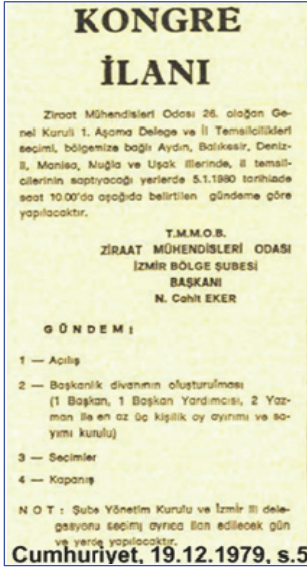 KONGRE
İLANI
Ziraat Mühendisleri Odası 26. olağan Ge-
nel Kurulı 1. Aşama Delege ve İl Temsilcilikleri
seçimi, bölgemize bağlı Aydın, Balıkesir, Deniz-
li, Manisa, Muğla ve Uşak illerinde, il temsil-
cilerinin saptıyacağı yerlerde 5.1.1980 tarihinde
saat 10.00'da aşağıda belirtilen gündeme göre
yapılacaktır.
T.M.M.O.B.
ZİRAAT MÜHENDİSLERİ ODASI
İZMİR BÖLGE ŞUBESİ
BAŞKANI
N. Cahit EKER
GÜNDEM:
1 — Açılış
2 — Başkanlık divanının oluşturulması
(1 Başkan, 1 Başkan Yardımcısı, 2 Yaz-
man ile en az üç kişilik oy ayırımı ve sa-
yımı kurulu)
3 — Seçimler
4 — Kapanış
NOT: Şube Yönetim Kurulu ve İzmir ili dele-
gasyonu seçimi ayrıca ilan edilecek gün
ve yerde yapılacaktır.
Cumhuriyet, 19.12.1979, s.5